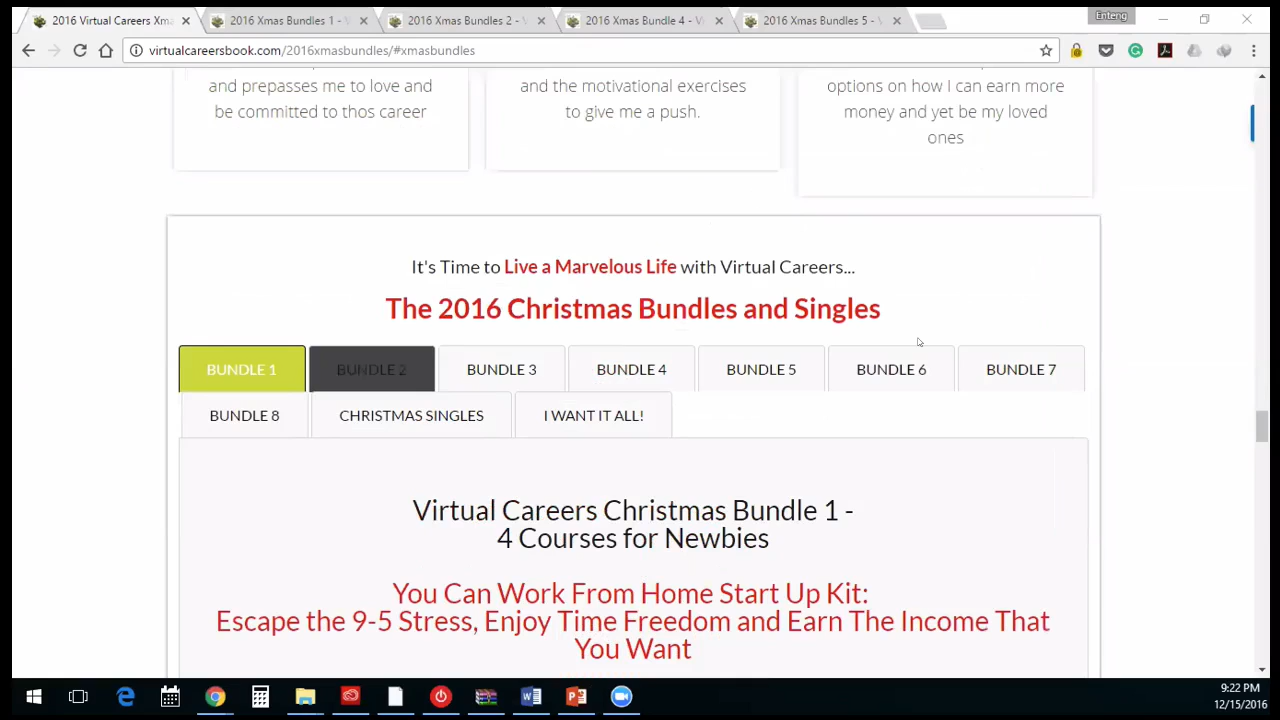 2016 Virtual Careers Xma
2016 Xmas Bundles 1 - V
2016 Xmas Bundles 2 - V
2016 Xmas Bundle 4 - V
2016 Xmas Bundles 5 - V
Enteng
virtualcareersbook.com/2016xmasbundles/#xmasbundles
and prepasses me to love and
be committed to thos career
and the motivational exercises
to give me a push.
options on how I can earn more
money and yet be my loved
ones
It's Time to Live a Marvelous Life with Virtual Careers...
The 2016 Christmas Bundles and Singles
BUNDLE 1
BUNDLE 2
BUNDLE 3
BUNDLE 4
BUNDLE 5
BUNDLE 6
BUNDLE 7
BUNDLE 8
CHRISTMAS SINGLES
I WANT IT ALL!
Virtual Careers Christmas Bundle 1 -
4 Courses for Newbies
You Can Work From Home Start Up Kit:
Escape the 9-5 Stress, Enjoy Time Freedom and Earn The Income That
You Want
9:22 PM
12/15/2016